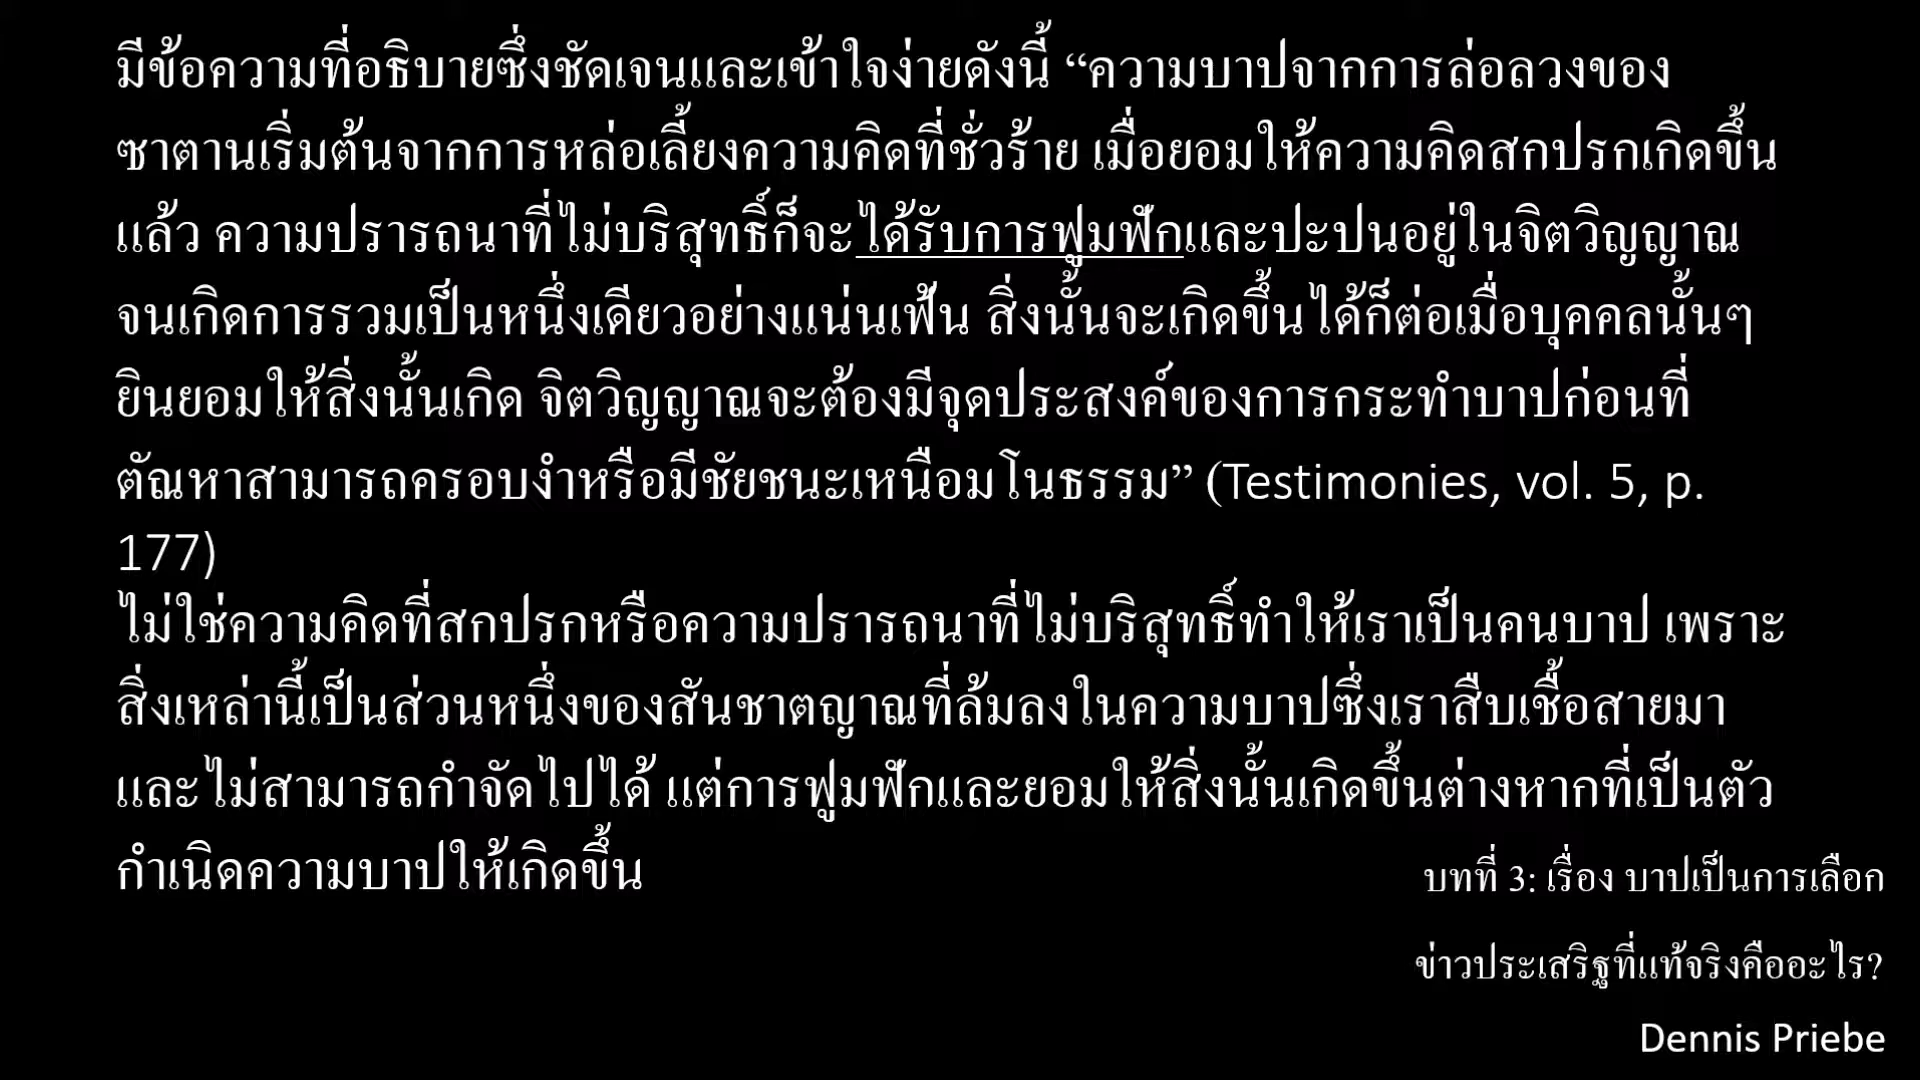 มีข้อความที่อธิบายซึ่งชัดเจนและเข้าใจง่ายดังนี้ “ความบาปจากการล่อลวงของ
ซาตานเริ่มต้นจากการหล่อเลี้ยงความคิดที่ชั่วร้าย เมื่อยอมให้ความคิดสกปรกเกิดขึ้น
แล้ว ความปรารถนาที่ไม่บริสุทธิ์ก็จะได้รับการฟูมฟักและปะปนอยู่ในจิตวิญญาณ
จนเกิดการรวมเป็นหนึ่งเดียวอย่างแน่นเฟ้น สิ่งนั้นจะเกิดขึ้นได้ก็ต่อเมื่อบุคคลนั้นๆ
ยินยอมให้สิ่งนั้นเกิด จิตวิญญาณจะต้องมีจุดประสงค์ของการกระทำบาปก่อนที่
ตัณหาสามารถครอบงำหรือมีชัยชนะเหนือมโนธรรม” (Testimonies, vol. 5, p.
177)
ไม่ใช่ความคิดที่สกปรกหรือความปรารถนาที่ไม่บริสุทธิ์ทำให้เราเป็นคนบาป เพราะ
สิ่งเหล่านี้เป็นส่วนหนึ่งของสันชาตญาณที่ล้มลงในความบาปซึ่งเราสืบเชื้อสายมา
และไม่สามารถกำจัดไปได้ แต่การฟูมฟักและยอมให้สิ่งนั้นเกิดขึ้นต่างหากที่เป็นตัว
กำเนิดความบาปให้เกิดขึ้น
บทที่ 3: เรื่อง บาปเป็นการเลือก
ข่าวประเสริฐที่แท้จริงคืออะไร?
Dennis Priebe